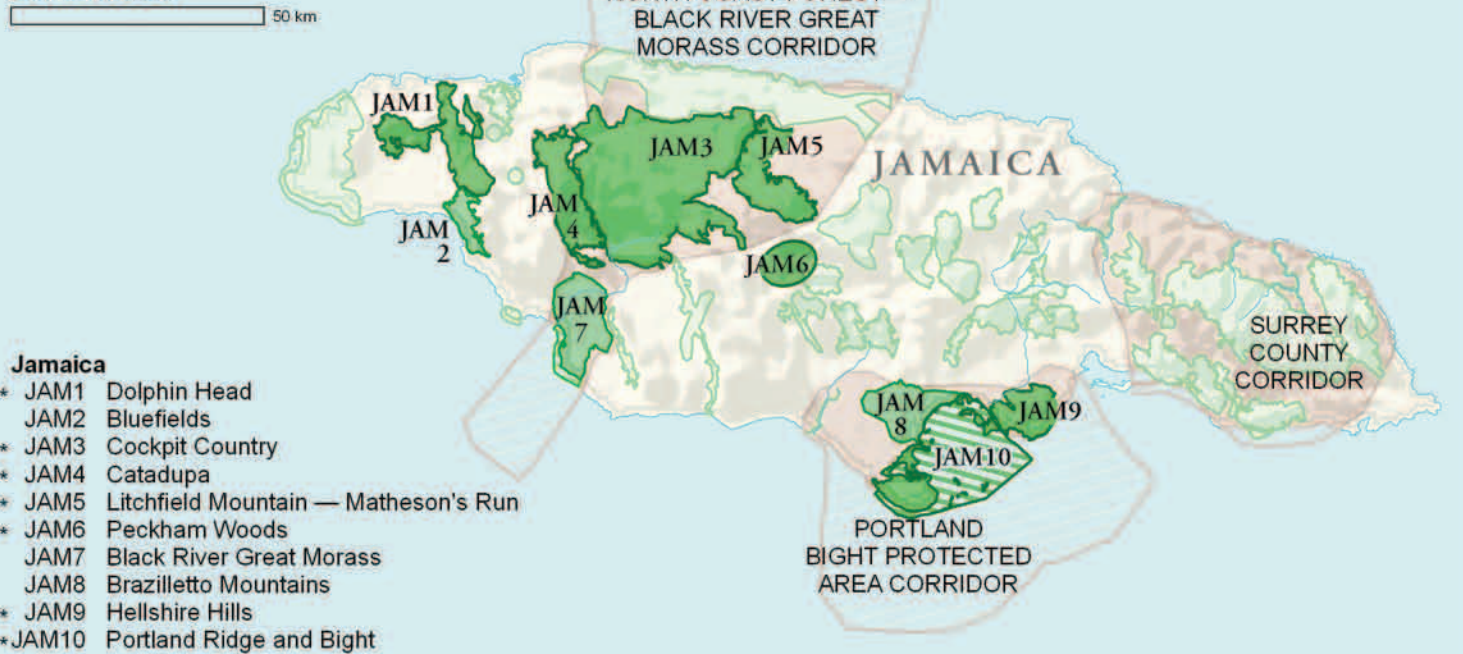 50 km
BLACK RIVER GREAT
MORASS CORRIDOR
JAM1
JAM3
JAM5
JAMAICA
JAM
4
JAM
2
JAM6
JAM
7
SURREY
COUNTY
CORRIDOR
JAM
8
JAM9
JAM10
PORTLAND
BIGHT PROTECTED
AREA CORRIDOR
Jamaica
* JAM1 Dolphin Head
JAM2 Bluefields
* JAM3 Cockpit Country
* JAM4 Catadupa
* JAM5 Litchfield Mountain — Matheson's Run
* JAM6 Peckham Woods
JAM7 Black River Great Morass
JAM8 Brazilletto Mountains
* JAM9 Hellshire Hills
*JAM10 Portland Ridge and Bight